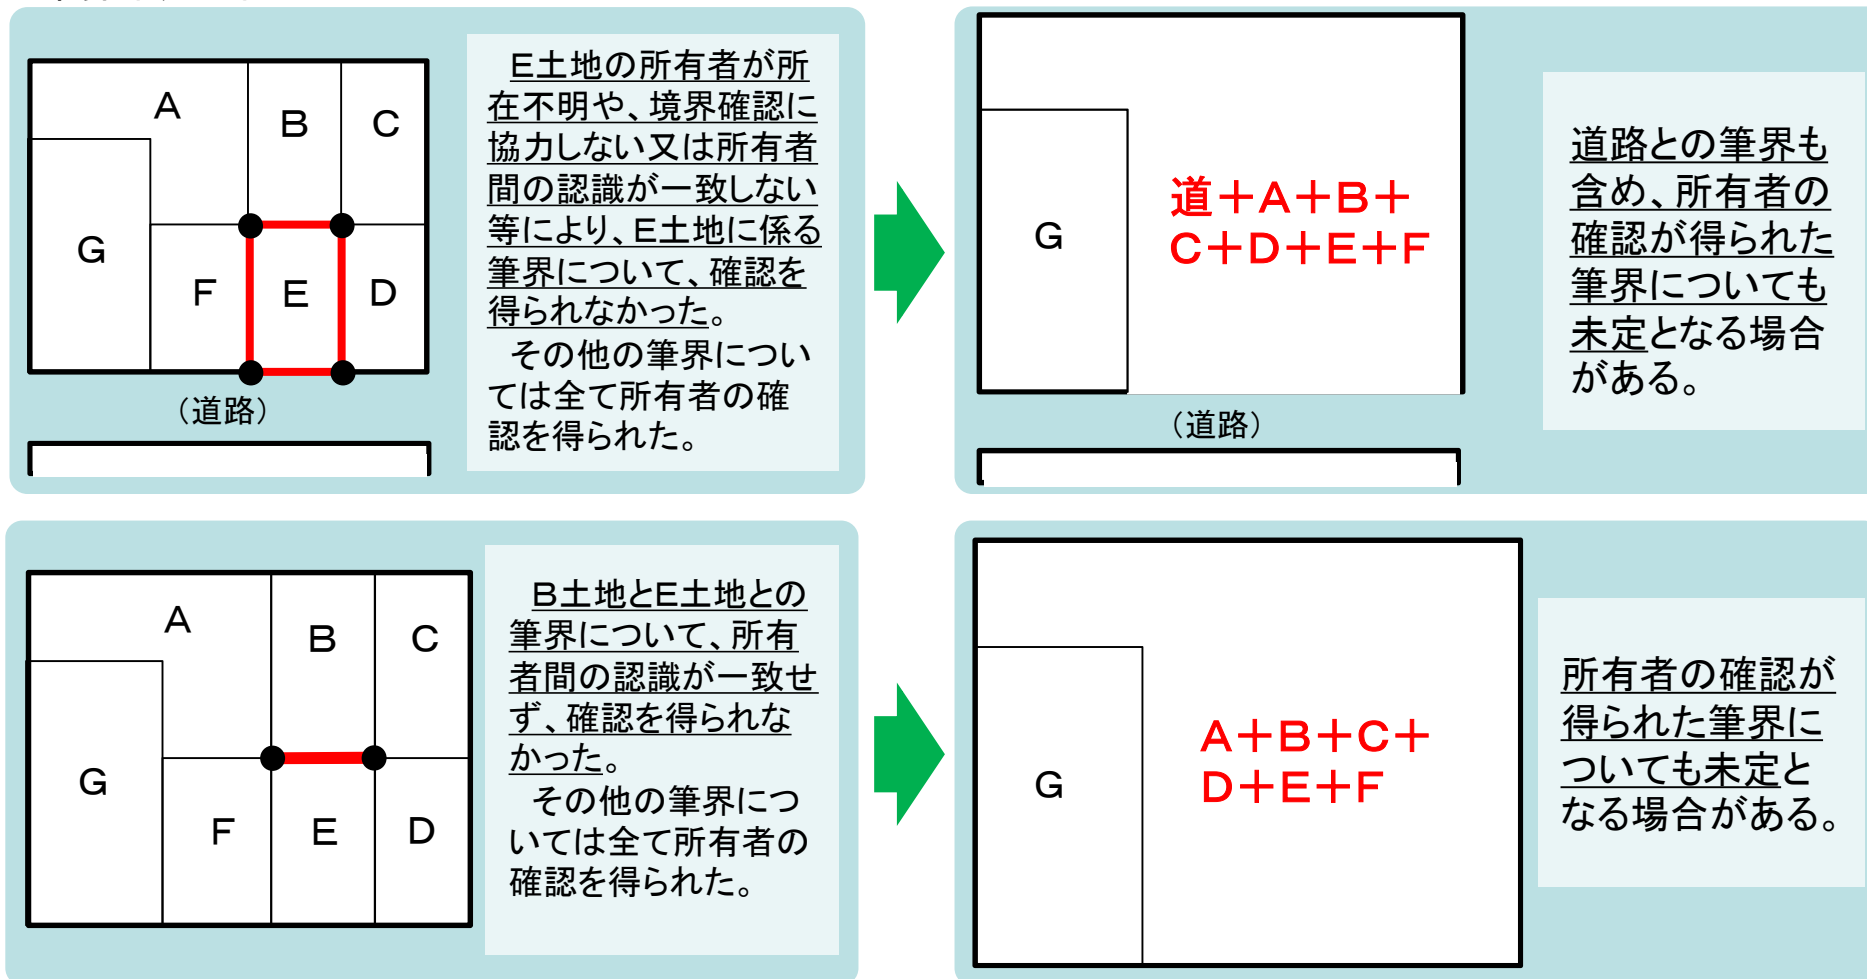 A
B
C
G
F
E
D
（道路）
E土地の所有者が所
在不明や、境界確認に
協力しない又は所有者
間の認識が一致しない
等により、E土地に係る
筆界について、確認を
得られなかった。
その他の筆界につい
ては全て所有者の確
認を得られた。
G
道＋A＋B＋
C＋D＋E＋F
（道路）
道路との筆界も
含め、所有者の
確認が得られた
筆界についても
未定となる場合
がある。
A
B
C
G
F
E
D
B土地とE土地との
筆界について、所有
者間の認識が一致せ
ず、確認を得られな
かった。
その他の筆界につ
いては全て所有者の
確認を得られた。
G
A＋B＋C＋
D＋E＋F
所有者の確認が
得られた筆界に
ついても未定と
なる場合がある。